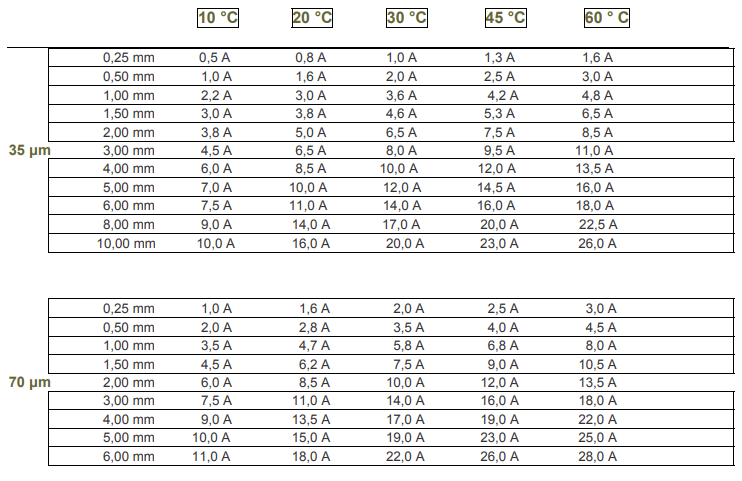 10 °C 20 °C 30 °C 45 °C 60 ° C
0,25 mm 0,5 A 0,8 A 1,0 A 1,3 A 1,6 A
0,50 mm 1,0 A 1,6 A 2,0 A 2,5 A 3,0 A
1,00 mm 2,2 A 3,0 A 3,6 A 4,2 A 4,8 A
1,50 mm 3,0 A 3,8 A 4,6 A 5,3 A 6,5 A
2,00 mm 3,8 A 5,0 A 6,5 A 7,5 A 8,5 A
35 µm 3,00 mm 4,5 A 6,5 A 8,0 A 9,5 A 11,0 A
4,00 mm 6,0 A 8,5 A 10,0 A 12,0 A 13,5 A
5,00 mm 7,0 A 10,0 A 12,0 A 14,5 A 16,0 A
6,00 mm 7,5 A 11,0 A 14,0 A 16,0 A 18,0 A
8,00 mm 9,0 A 14,0 A 17,0 A 20,0 A 22,5 A
10,00 mm 10,0 A 16,0 A 20,0 A 23,0 A 26,0 A
0,25 mm 1,0 A 1,6 A 2,0 A 2,5 A 3,0 A
0,50 mm 2,0 A 2,8 A 3,5 A 4,0 A 4,5 A
1,00 mm 3,5 A 4,7 A 5,8 A 6,8 A 8,0 A
1,50 mm 4,5 A 6,2 A 7,5 A 9,0 A 10,5 A
70 µm 2,00 mm 6,0 A 8,5 A 10,0 A 12,0 A 13,5 A
3,00 mm 7,5 A 11,0 A 14,0 A 16,0 A 18,0 A
4,00 mm 9,0 A 13,5 A 17,0 A 19,0 A 22,0 A
5,00 mm 10,0 A 15,0 A 19,0 A 23,0 A 25,0 A
6,00 mm 11,0 A 18,0 A 22,0 A 26,0 A 28,0 A